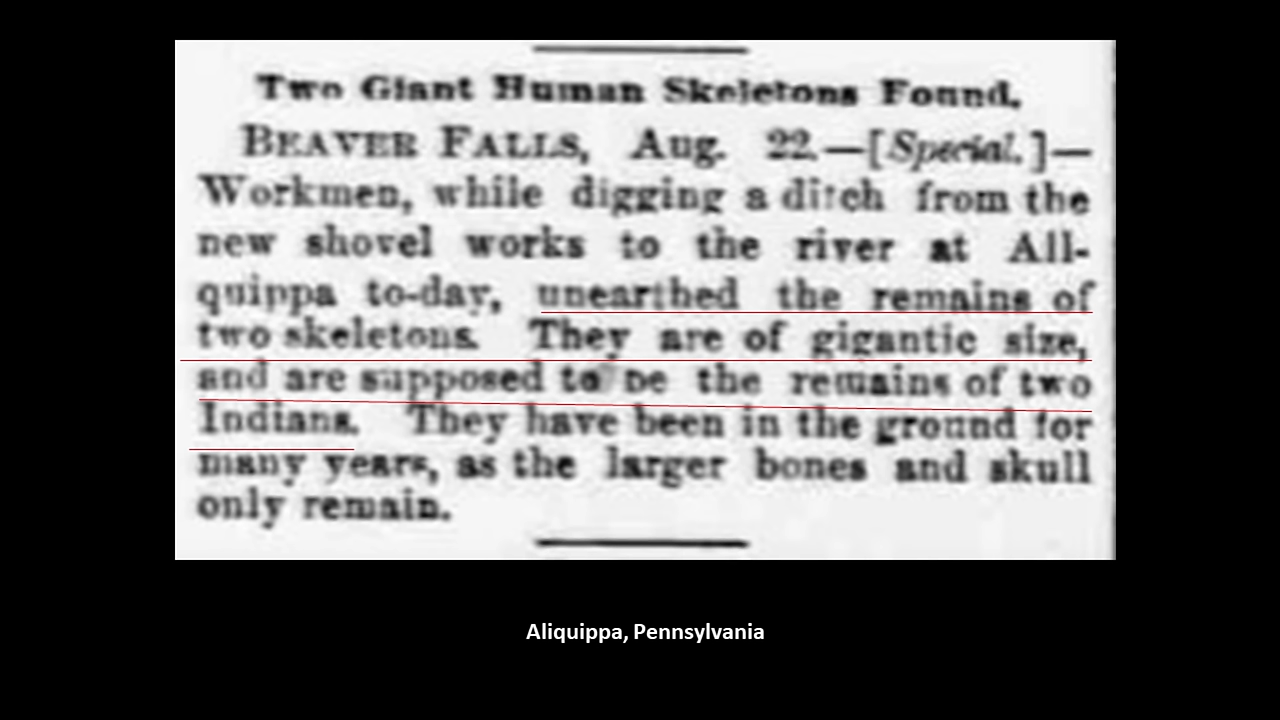 Two Giant Human Skeletons Found.
BEAVER FALLS, Aug. 22.—[Special.]—
Workmen, while digging a ditch from the
new shovel works to the river at All-
quippa to-day, unearthed the remains of
two skeletons. They are of gigantic size,
and are supposed to be the remains of two
Indians. They have been in the ground for
many years, as the larger bones and skull
only remain.
Aliquippa, Pennsylvania